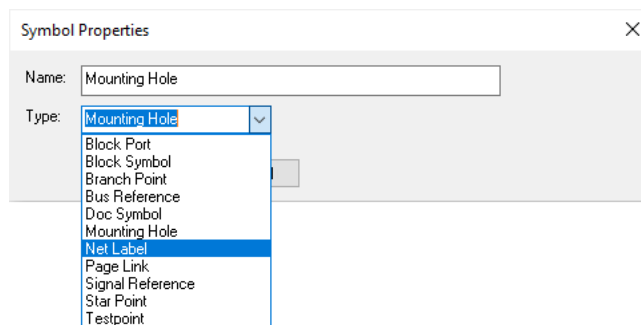 Symbol Properties
Name: Mounting Hole
Type: Mounting Hole
Block Port
Block Symbol
Branch Point
Bus Reference
Doc Symbol
Mounting Hole
Net Label
Page Link
Signal Reference
Star Point
Testpoint